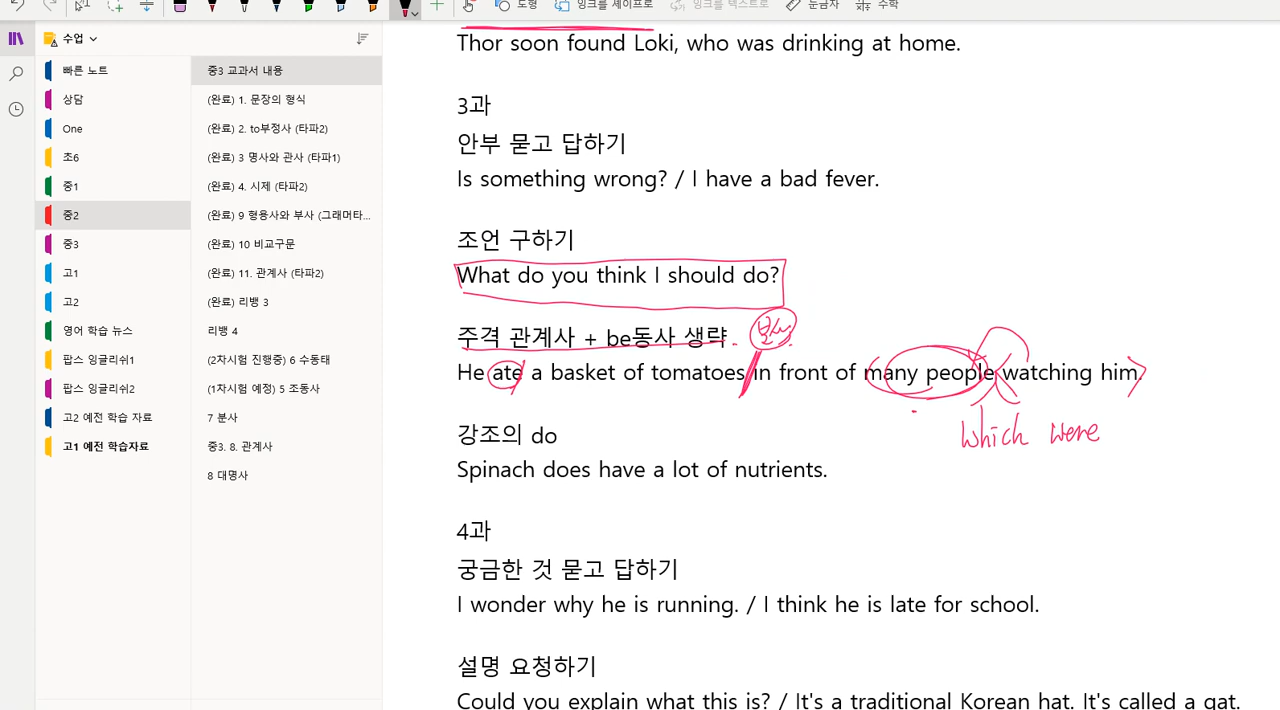 도형
잉크를 셰이프로
잉크를 텍스트로
눈금자
수학
수업
빠른 노트
상담
One
초6
중1
중2
중3
고1
고2
영어 학습 뉴스
팝스 잉글리쉬1
팝스 잉글리쉬2
고2 예전 학습 자료
고1 예전 학습자료
중3 교과서 내용
(완료) 1. 문장의 형식
(완료) 2. to부정사 (타파2)
(완료) 3 명사와 관사 (타파1)
(완료) 4. 시제 (타파2)
(완료) 9 형용사와 부사 (그래머타...
(완료) 10 비교구문
(완료) 11. 관계사 (타파2)
(완료) 리뱅 3
리뱅 4
(2차시험 진행중) 6 수동태
(1차시험 예정) 5 조동사
7 분사
중3. 8. 관계사
8 대명사
Thor soon found Loki, who was drinking at home.
3과
안부 묻고 답하기
Is something wrong? / I have a bad fever.
조언 구하기
What do you think I should do?
주격 관계사 + be동사 생략
He ate a basket of tomatoes in front of many people watching him.
which were
강조의 do
Spinach does have a lot of nutrients.
4과
궁금한 것 묻고 답하기
I wonder why he is running. / I think he is late for school.
설명 요청하기
Could you explain what this is? / It's a traditional Korean hat. It's called a gat.